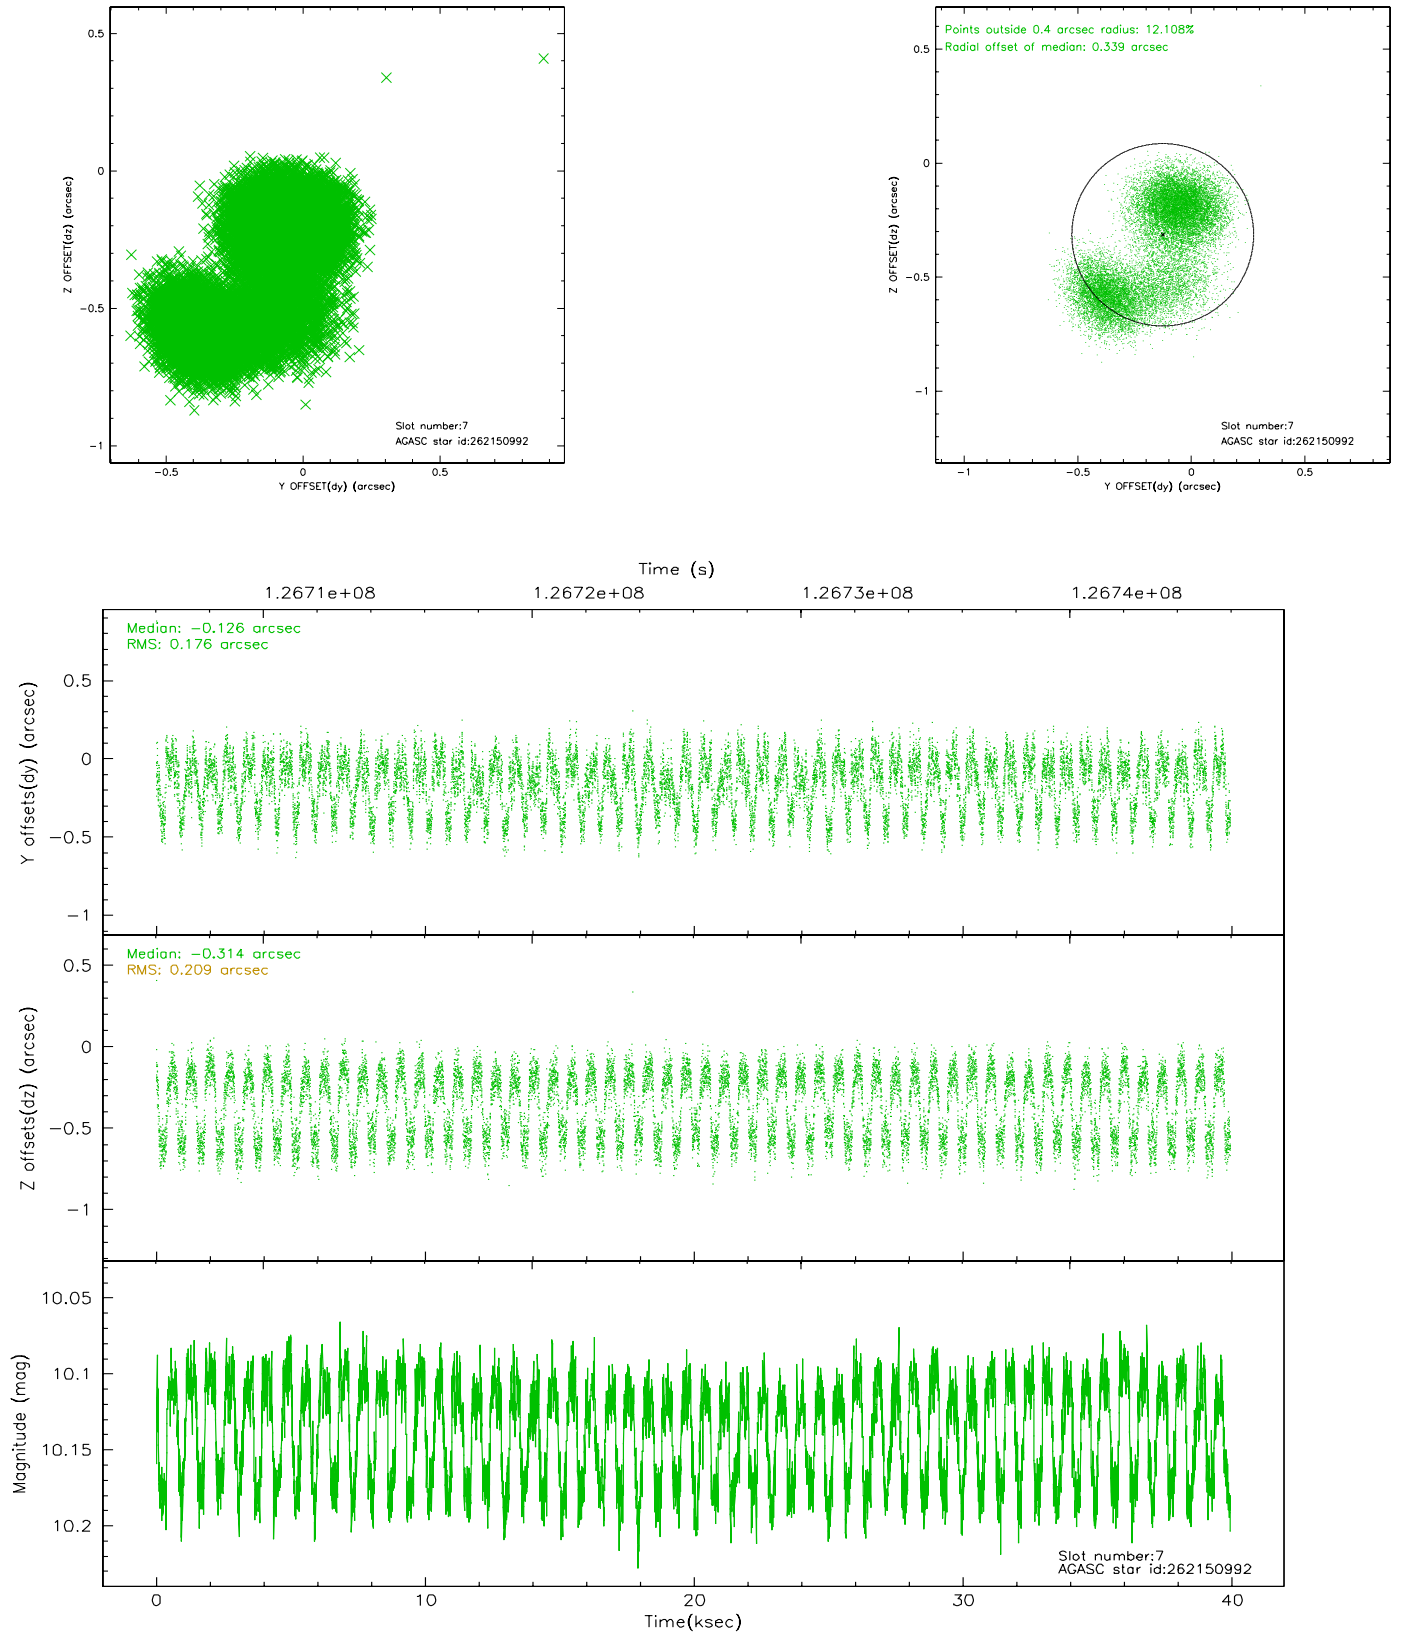 0.5
0
−0.5
−1
Z OFFSET(dz) (arcsec)
Slot number:7
AGASC star id:262150992
−0.5
0
0.5
Y OFFSET(dy) (arcsec)
Points outside 0.4 arcsec radius: 12.108%
Radial offset of median: 0.339 arcsec
0.5
0
−0.5
−1
Z OFFSET(dz) (arcsec)
Slot number:7
AGASC star id:262150992
−1
−0.5
0
0.5
Y OFFSET(dy) (arcsec)
Time (s)
1.2671e+08
1.2672e+08
1.2673e+08
1.2674e+08
Median: −0.126 arcsec
RMS: 0.176 arcsec
0.5
0
−0.5
−1
Y offsets(dy) (arcsec)
Median: −0.314 arcsec
RMS: 0.209 arcsec
0.5
0
−0.5
−1
Z offsets(dz) (arcsec)
10.05
10.1
10.15
10.2
Magnitude (mag)
Slot number:7
AGASC star id:262150992
0
10
20
30
40
Time(ksec)